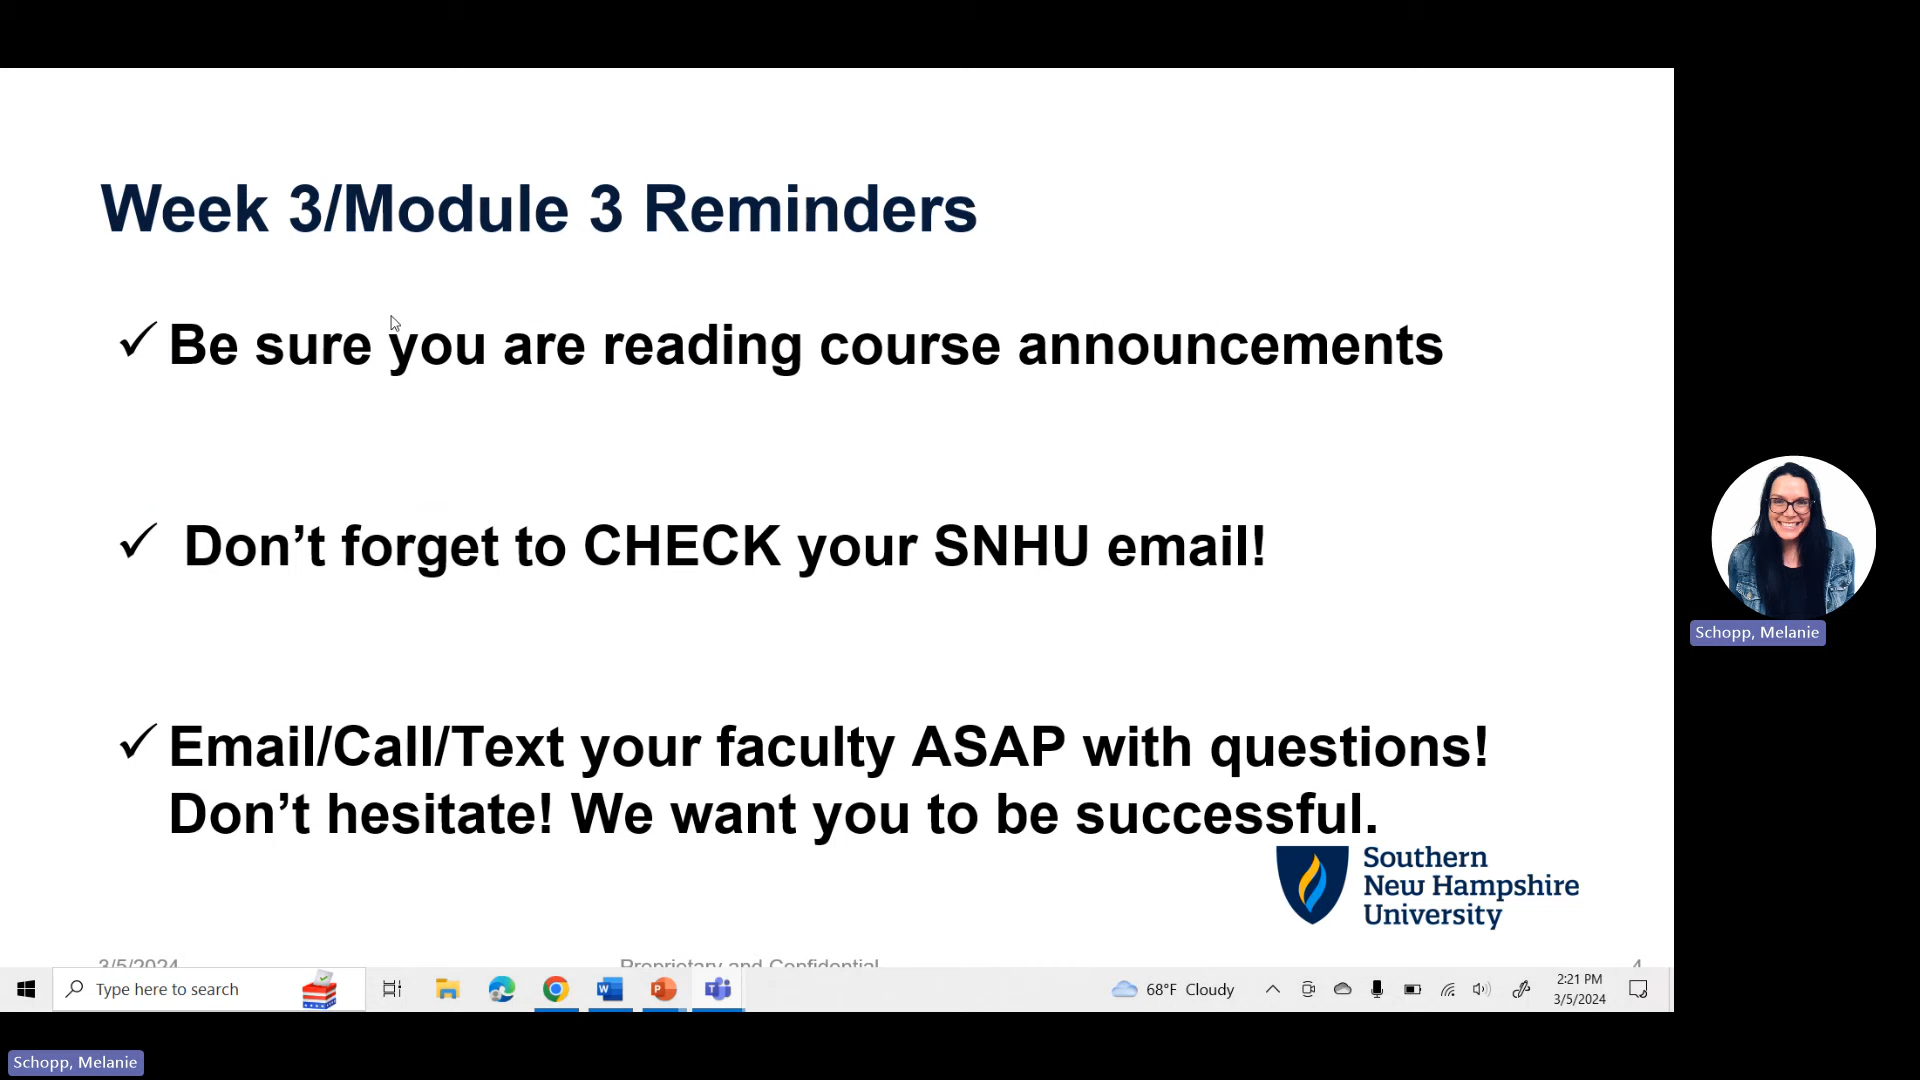 Week 3/Module 3 Reminders
✓ Be sure you are reading course announcements
✓ Don’t forget to CHECK your SNHU email!
✓ Email/Call/Text your faculty ASAP with questions!
Don’t hesitate! We want you to be successful.
Southern
New Hampshire
University
3/5/2024
Proprietary and Confidential
4
Schopp, Melanie
Type here to search
68°F Cloudy
2:21 PM
3/5/2024
Schopp, Melanie